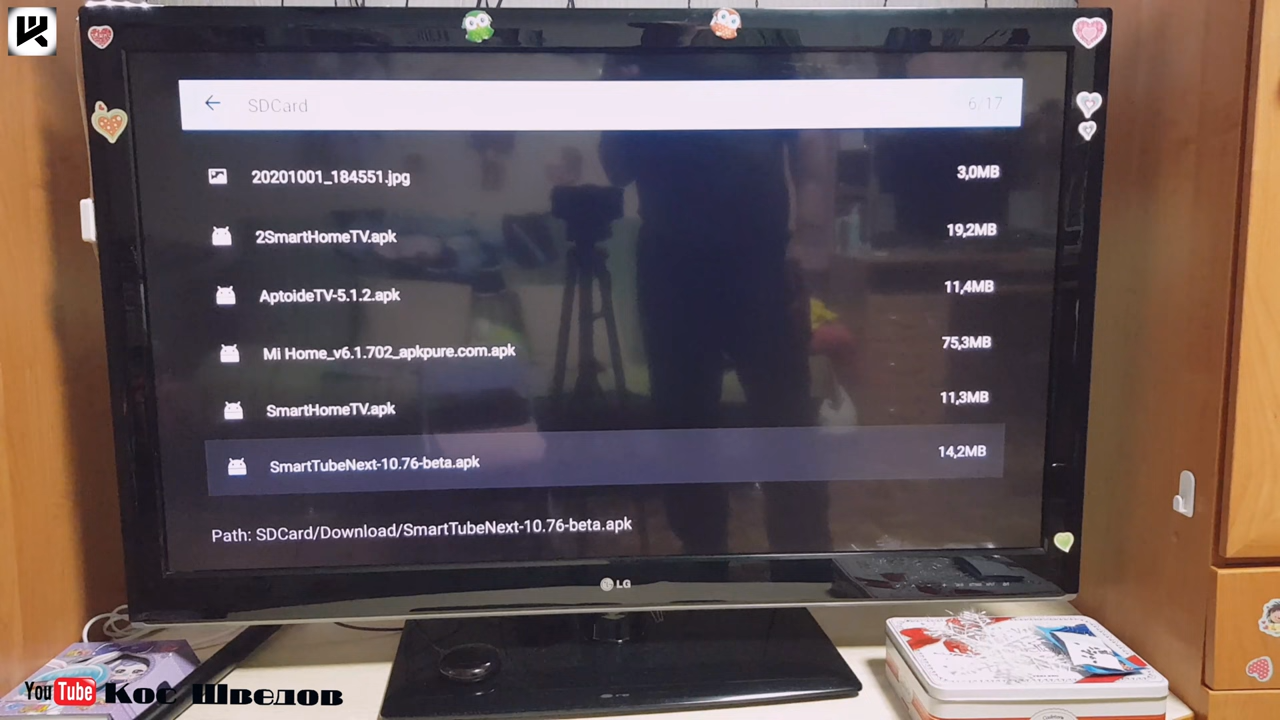 SDCard 6/17
20201001_184551.jpg 3,0MB
2SmartHomeTV.apk 19,2MB
AptoideTV-5.1.2.apk 11,4MB
Mi Home_v6.1.702_apkpure.com.apk 75,3MB
SmartHomeTV.apk 11,3MB
SmartTubeNext-10.76-beta.apk 14,2MB
Path: SDCard/Download/SmartTubeNext-10.76-beta.apk
LG
YouTube Кос Шведов